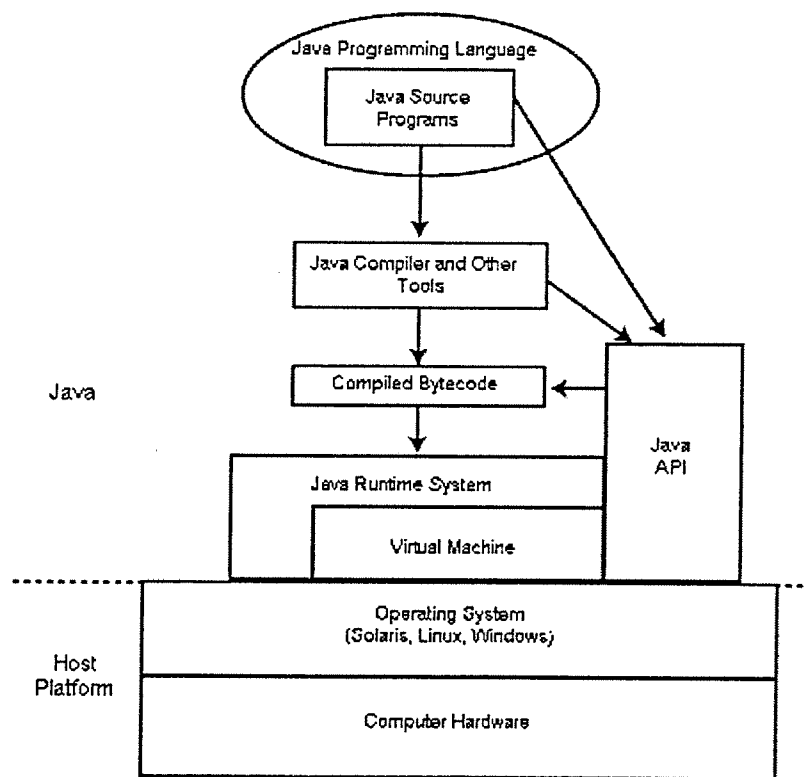 Java Programming Language
Java Source
Programs
Java Compiler and Other
Tools
Compiled Bytecode
Java
Java
API
Java Runtime System
Virtual Machine
Operating System
(Solaris, Linux, Windows)
Host
Platform
Computer Hardware